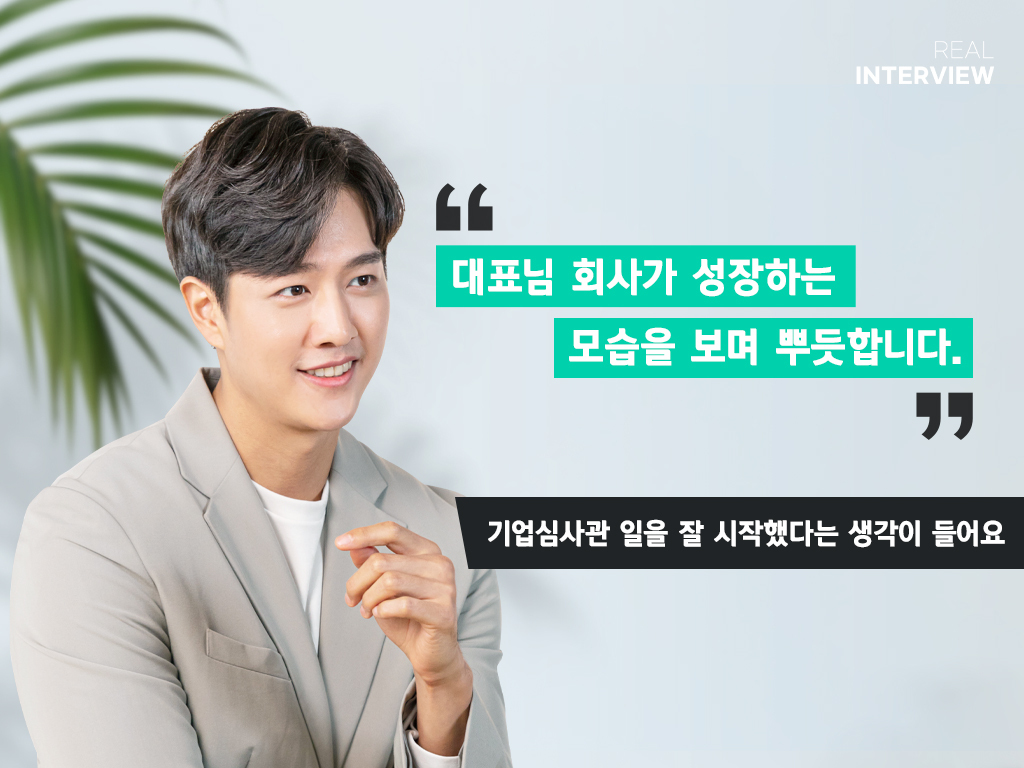 REAL
INTERVIEW
대표님 회사가 성장하는
모습을 보며 뿌듯합니다.
기업심사관 일을 잘 시작했다는 생각이 들어요